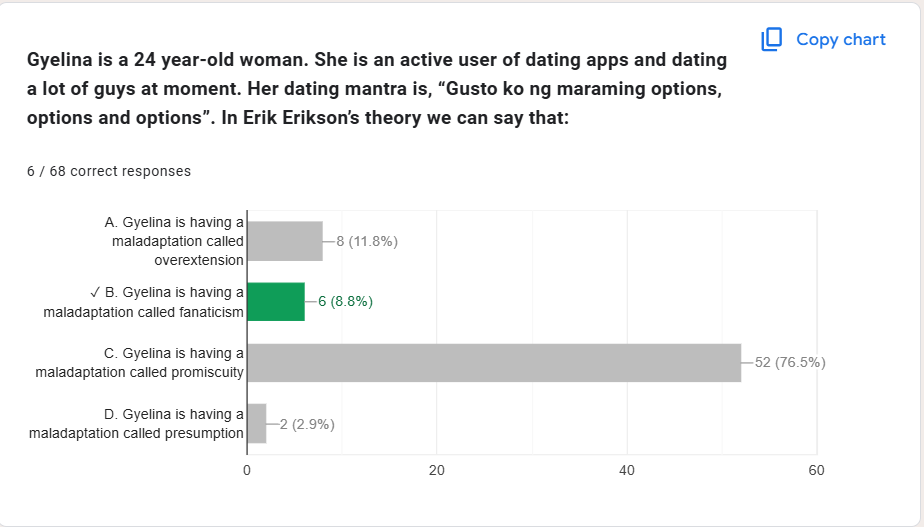 Copy chart
Gyelina is a 24 year-old woman. She is an active user of dating apps and dating
a lot of guys at moment. Her dating mantra is, “Gusto ko ng maraming options,
options and options”. In Erik Erikson’s theory we can say that:
6 / 68 correct responses
A. Gyelina is having a
maladaptation called
overextension
8 (11.8%)
✓ B. Gyelina is having a
maladaptation called fanaticism
6 (8.8%)
C. Gyelina is having a
maladaptation called promiscuity
52 (76.5%)
D. Gyelina is having a
maladaptation called presumption
2 (2.9%)
0 20 40 60